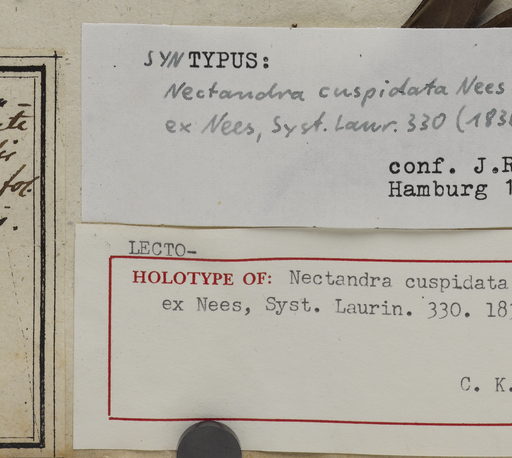 SYNTYPUS:
Nectandra cuspidata Nees
ex Nees, Syst. Laur. 330 (183
conf. J.R
Hamburg 1
LECTO-
HOLOTYPE OF: Nectandra cuspidata
ex Nees, Syst. Laurin. 330. 183
C. K.